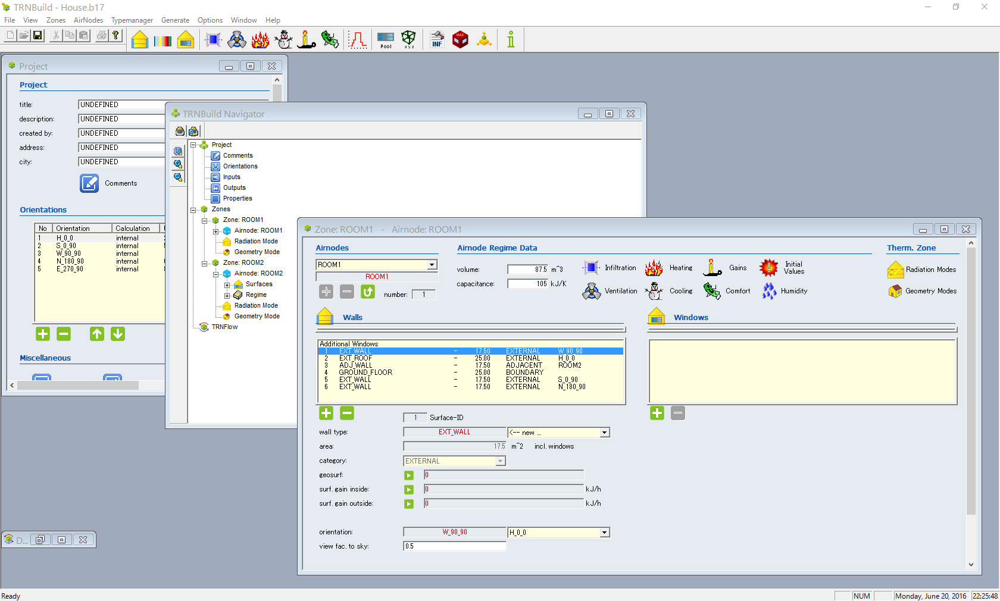 TRNBuild - House.b17
File View Zones AirNodes Typemanager Generate Options Window Help
Pool
x y z
INF
MAX
Project
Project
title: UNDEFINED
description: UNDEFINED
created by: UNDEFINED
address: UNDEFINED
city: UNDEFINED
Comments
Orientations
No Orientation Calculation
1 H_0_0 internal
2 S_0_90 internal
3 W_90_90 internal
4 N_180_90 internal
5 E_270_90 internal
Miscellaneous
D...
TRNBuild Navigator
Project
Comments
Orientations
Inputs
Outputs
Properties
Zones
Zone: ROOM1
Airnode: ROOM1
Radiation Mode
Geometry Mode
Zone: ROOM2
Airnode: ROOM2
Surfaces
Regime
Radiation Mode
Geometry Mode
TRNFlow
Zone: ROOM1 - Airnode: ROOM1
Airnodes
ROOM1
ROOM1
number: 1
Airnode Regime Data
volume: 87.5 m^3
capacitance: 105 kJ/K
Infiltration Heating Gains Initial Values
Ventilation Cooling Comfort Humidity
Therm. Zone
Radiation Modes
Geometry Modes
Walls
Additional Windows
1 EXT_WALL - 17.50 EXTERNAL W_90_90
2 EXT_ROOF - 25.00 EXTERNAL H_0_0
3 ADJ_WALL - 17.50 ADJACENT ROOM2
4 GROUND_FLOOR - 25.00 BOUNDARY
5 EXT_WALL - 17.50 EXTERNAL S_0_90
6 EXT_WALL - 17.50 EXTERNAL N_180_90
Windows
1 Surface-ID
wall type: EXT_WALL <-- new ...
area: 17.5 m^2 incl. windows
category: EXTERNAL
geosurf: 0
surf. gain inside: 0 kJ/h
surf. gain outside: 0 kJ/h
orientation: W_90_90 H_0_0
view fac. to sky: 0.5
Ready
NUM
Monday, June 20, 2016 22:25:48